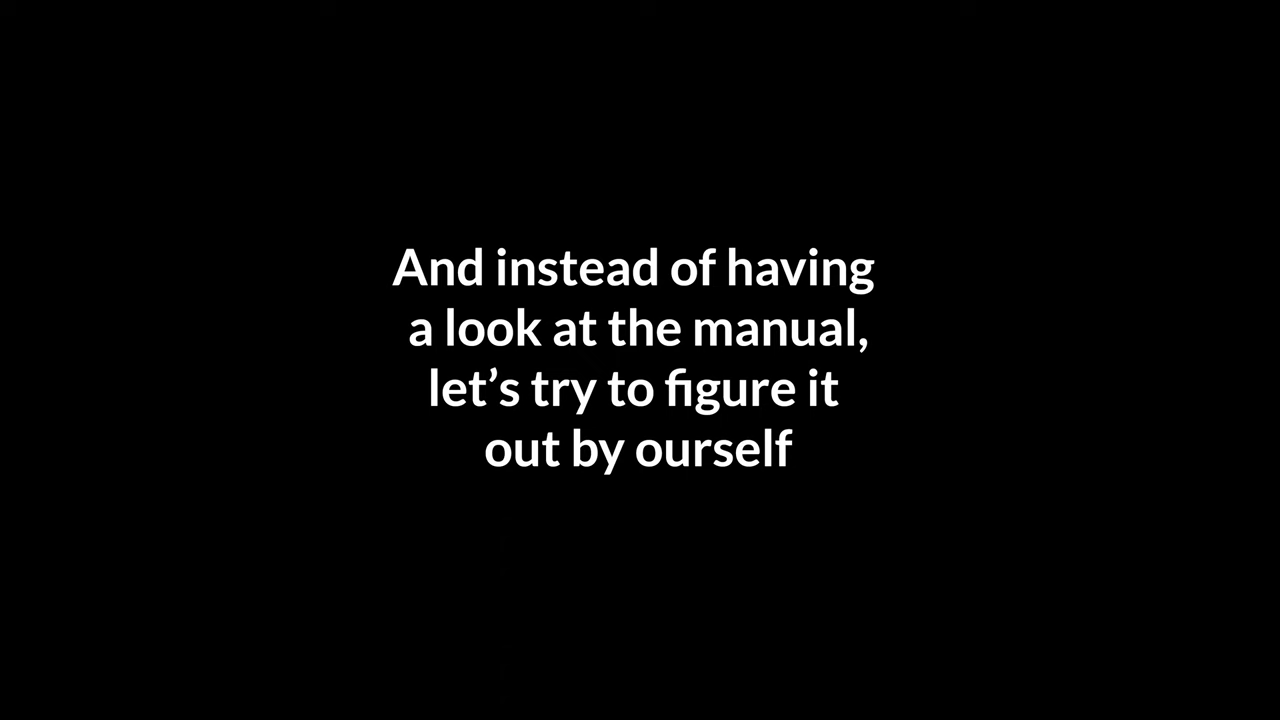 And instead of having
a look at the manual,
let’s try to figure it
out by ourself